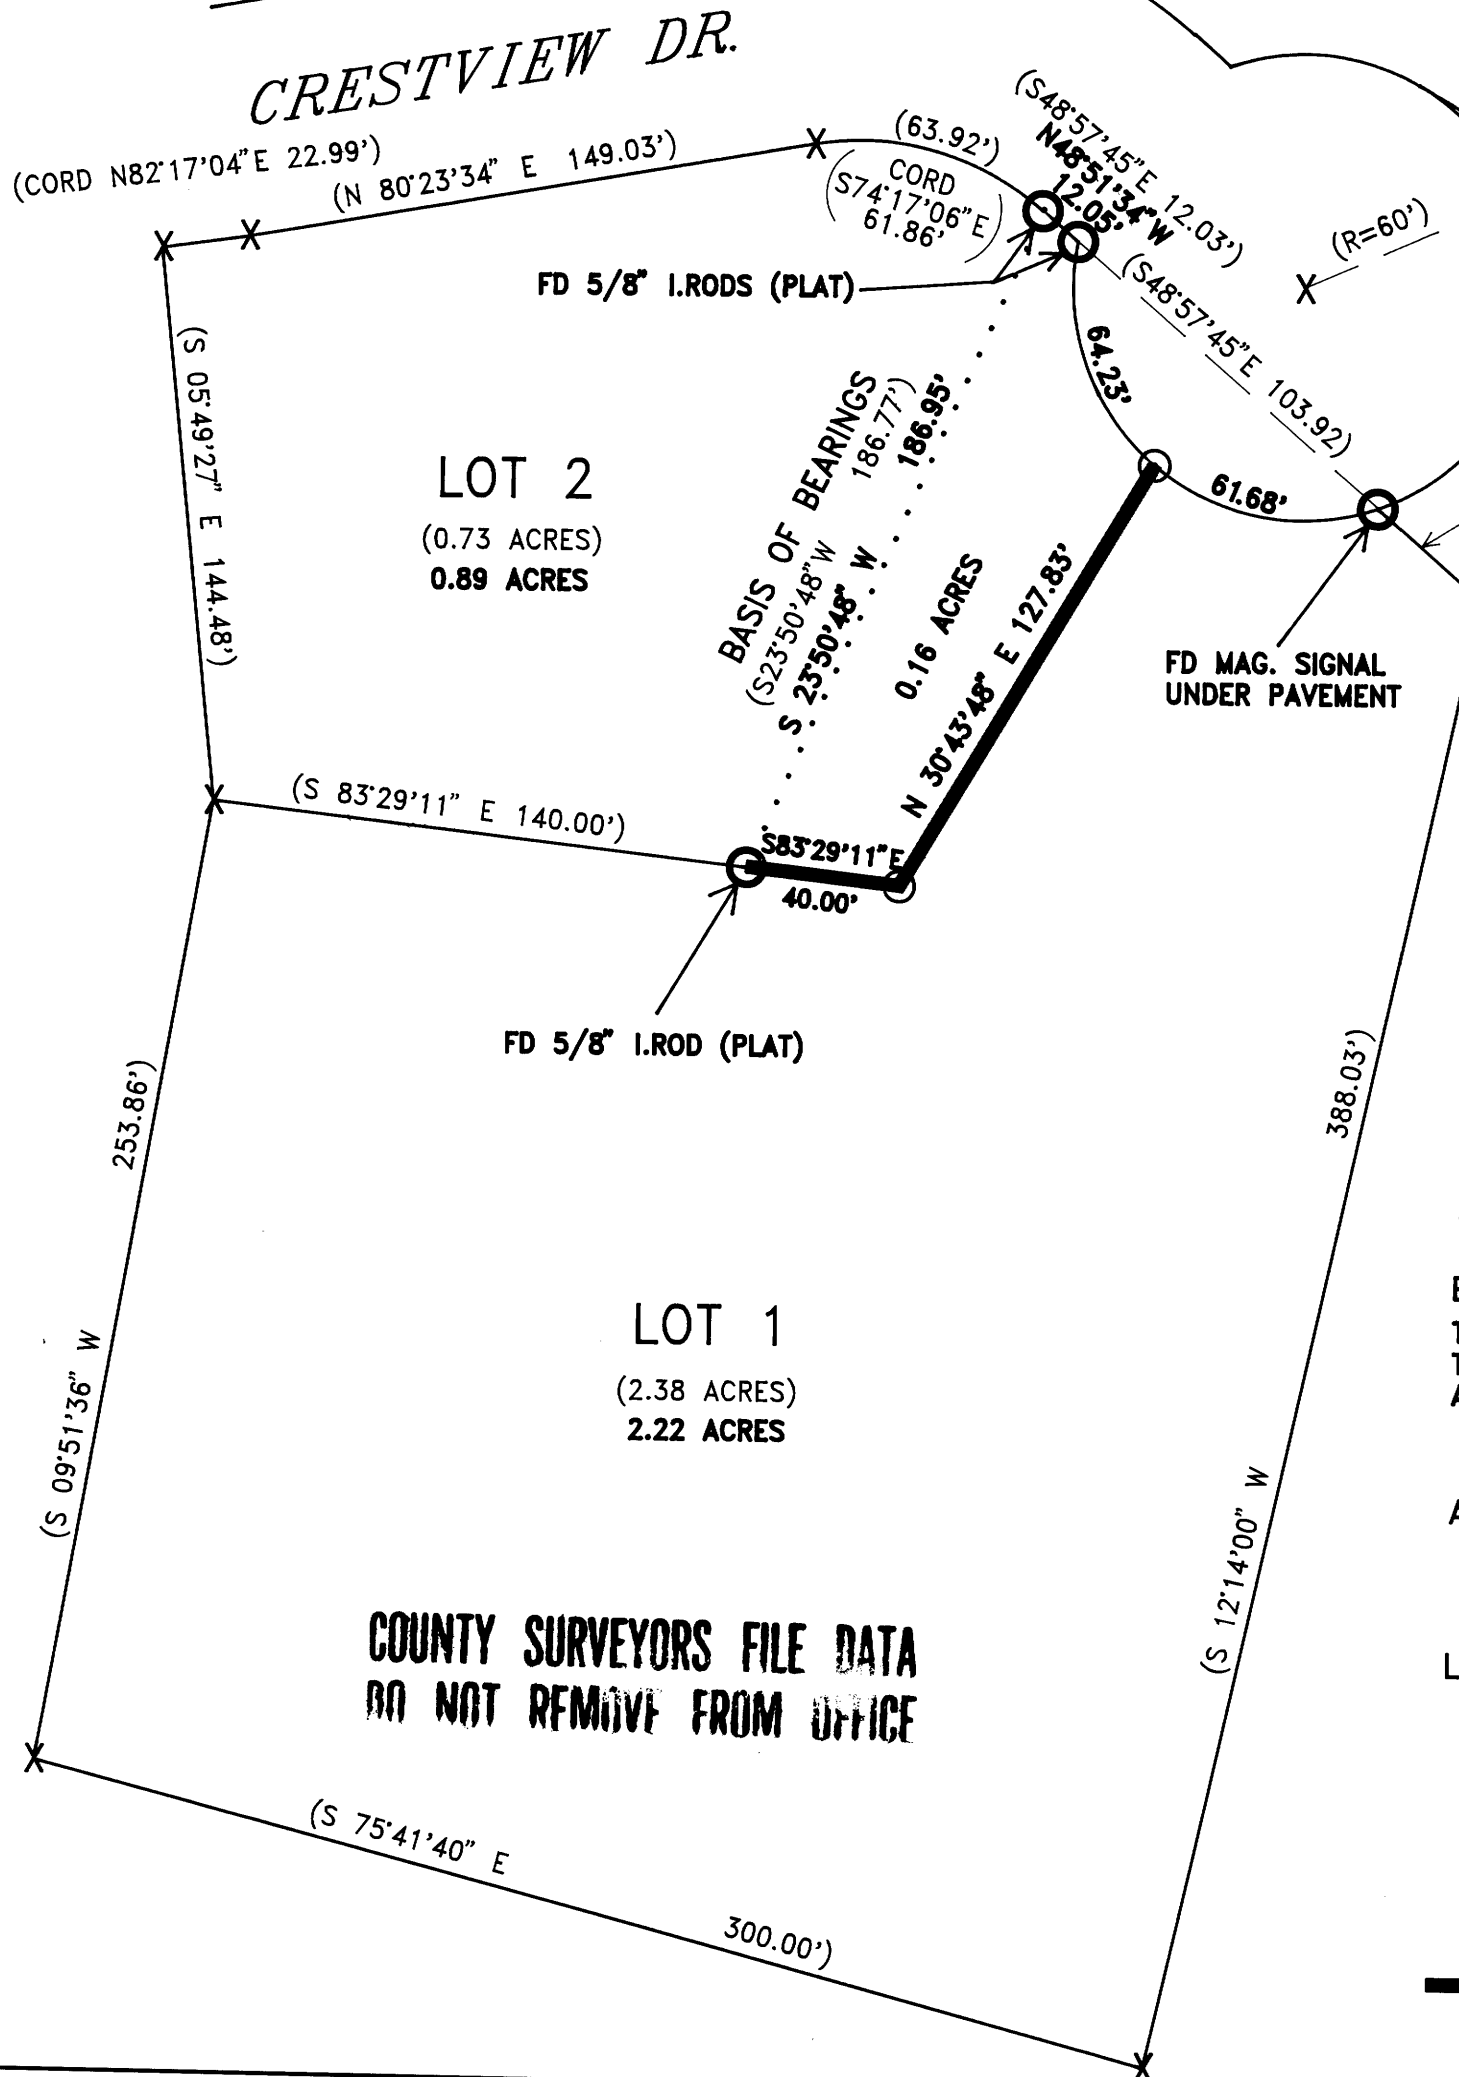 CRESTVIEW DR.
(CORD N82°17'04"E 22.99')
(N 80°23'34" E 149.03')
(63.92')
(CORD
S74°17'06"E
61.86')
(S48°57'45"E 12.03')
N48°51'34"W
12.05'
(R=60')
FD 5/8" I.RODS (PLAT)
(S48°57'45"E 103.92)
64.23'
(S 05°49'27" E 144.48')
LOT 2
(0.73 ACRES)
0.89 ACRES
BASIS OF BEARINGS
(S23°50'48"W 186.77')
S 23°50'48" W 186.95'
0.16 ACRES
N 30°43'48" E 127.83'
61.68'
FD MAG. SIGNAL
UNDER PAVEMENT
(S 83°29'11" E 140.00')
S83°29'11"E
40.00'
FD 5/8" I.ROD (PLAT)
(S 09°51'36" W 253.86')
(S 12°14'00" W 388.03')
LOT 1
(2.38 ACRES)
2.22 ACRES
COUNTY SURVEYORS FILE DATA
DO NOT REMOVE FROM OFFICE
(S 75°41'40" E 300.00')